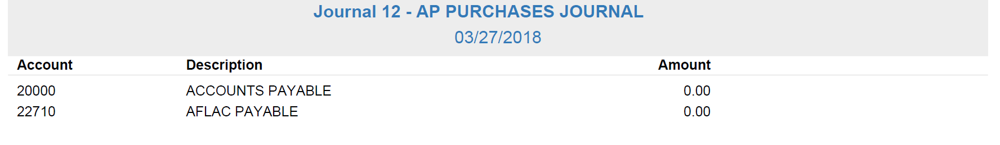 Journal 12 - AP PURCHASES JOURNAL
03/27/2018
Account Description Amount
20000 ACCOUNTS PAYABLE 0.00
22710 AFLAC PAYABLE 0.00